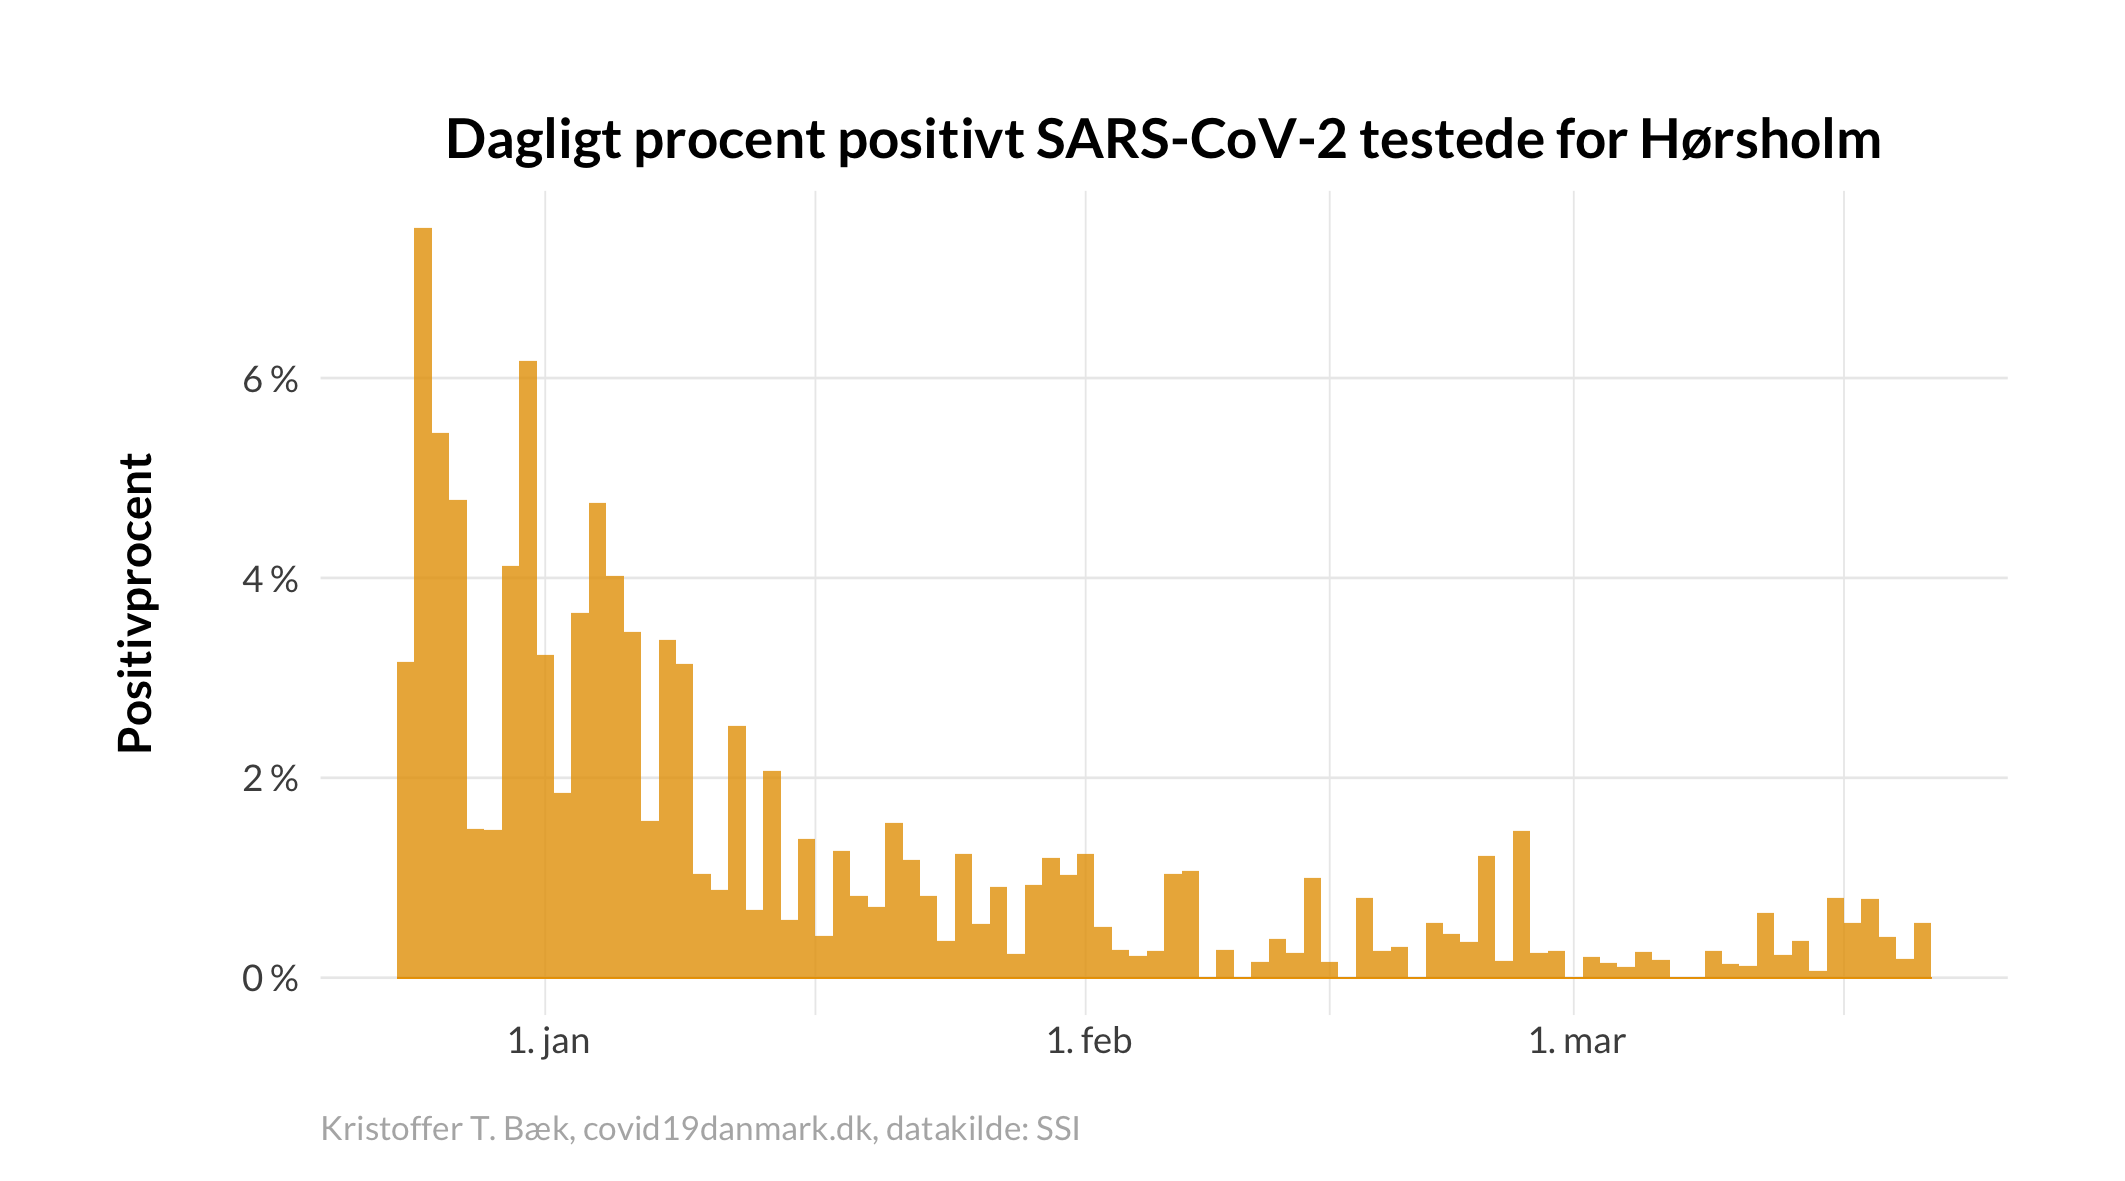 Dagligt procent positivt SARS-CoV-2 testede for Hørsholm
Positivprocent
6 %
4 %
2 %
0 %
1. jan
1. feb
1. mar
Kristoffer T. Bæk, covid19danmark.dk, datakilde: SSI